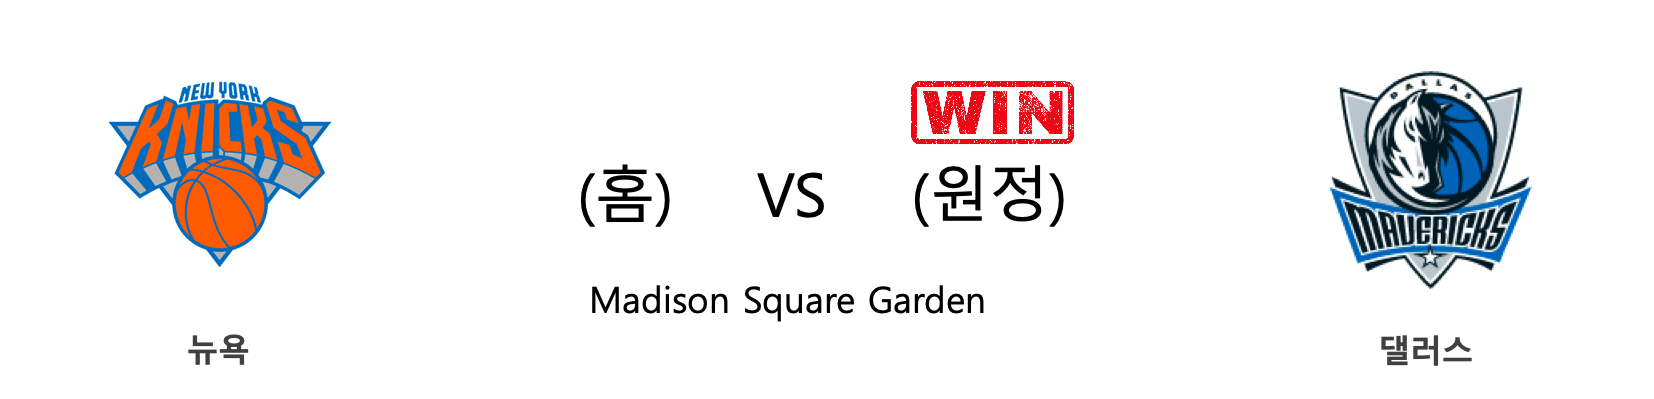 NEW YORK
KNICKS
WIN
(홈) VS (원정)
DALLAS
MAVERICKS
Madison Square Garden
뉴욕
댈러스